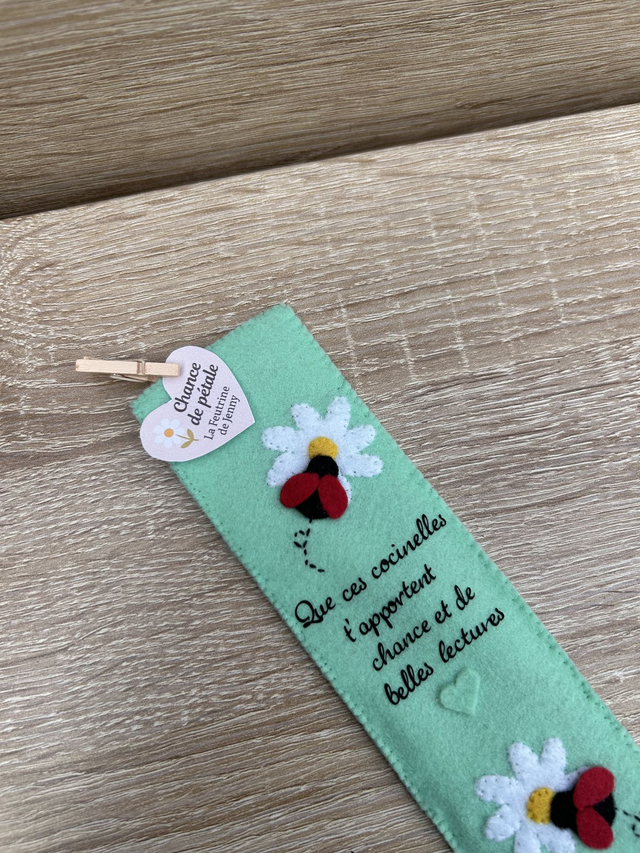 Chance
de pétale
La Feutrine
de Jenny
Que ces cocinelles
t'apportent
chance et de
belles lectures